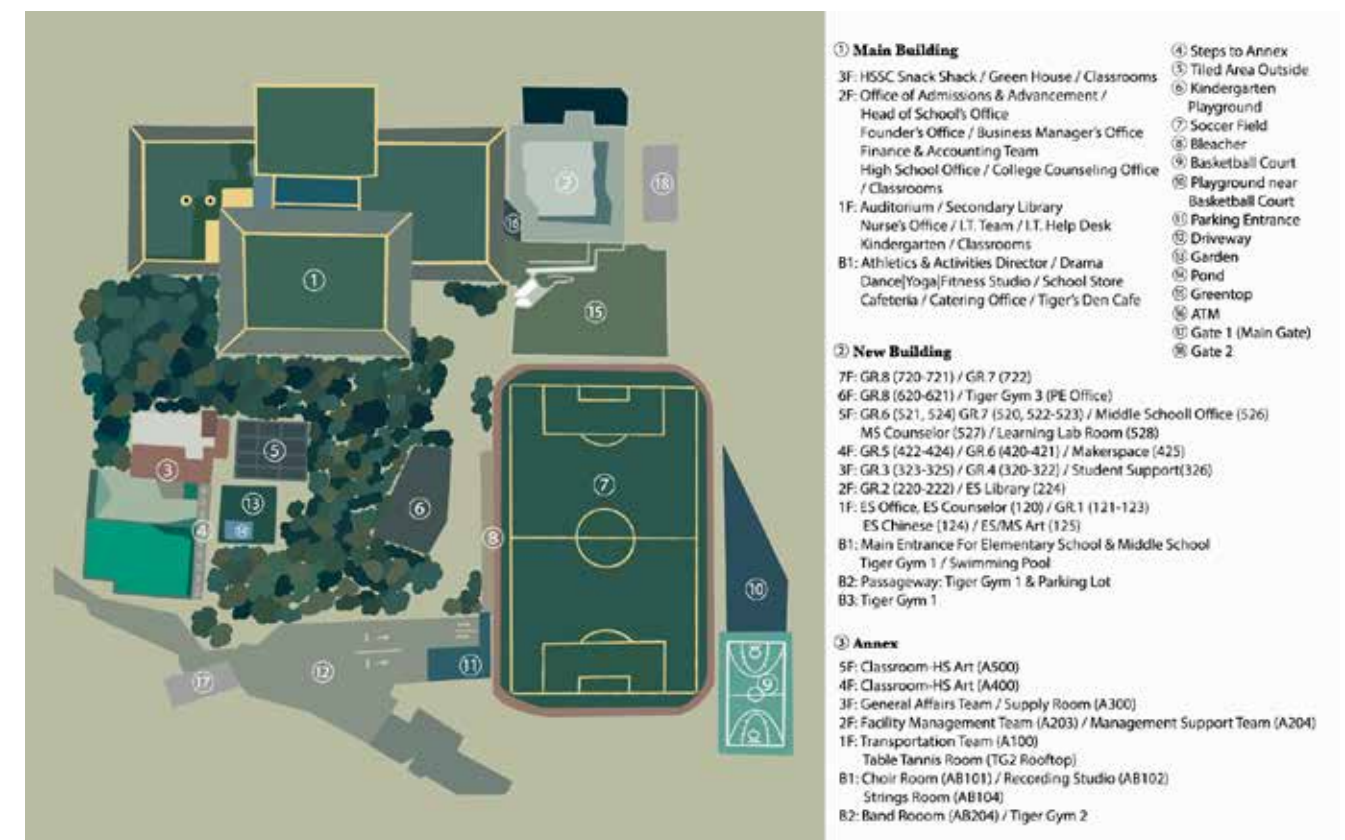 ① Main Building
3F: HSSC Snack Shack / Green House / Classrooms
2F: Office of Admissions & Advancement /
Head of School's Office
Founder's Office / Business Manager's Office
Finance & Accounting Team
High School Office / College Counseling Office
/ Classrooms
1F: Auditorium / Secondary Library
Nurse's Office / I.T. Team / I.T. Help Desk
Kindergarten / Classrooms
B1: Athletics & Activities Director / Drama
Dance|Yoga|Fitness Studio / School Store
Cafeteria / Catering Office / Tiger's Den Cafe
② New Building
7F: GR.8 (720-721) / GR.7 (722)
6F: GR.8 (620-621) / Tiger Gym 3 (PE Office)
5F: GR.6 (521, 524) GR.7 (520, 522-523) / Middle Schooll Office (526)
MS Counselor (527) / Learning Lab Room (528)
4F: GR.5 (422-424) / GR.6 (420-421) / Makerspace (425)
3F: GR.3 (323-325) / GR.4 (320-322) / Student Support(326)
2F: GR.2 (220-222) / ES Library (224)
1F: ES Office, ES Counselor (120) / GR.1 (121-123)
ES Chinese (124) / ES/MS Art (125)
B1: Main Entrance For Elementary School & Middle School
Tiger Gym 1 / Swimming Pool
B2: Passageway: Tiger Gym 1 & Parking Lot
B3: Tiger Gym 1
③ Annex
5F: Classroom-HS Art (A500)
4F: Classroom-HS Art (A400)
3F: General Affairs Team / Supply Room (A300)
2F: Facility Management Team (A203) / Management Support Team (A204)
1F: Transportation Team (A100)
Table Tannis Room (TG2 Rooftop)
B1: Choir Room (AB101) / Recording Studio (AB102)
Strings Room (AB104)
B2: Band Rooom (AB204) / Tiger Gym 2
④ Steps to Annex
⑤ Tiled Area Outside
⑥ Kindergarten
Playground
⑦ Soccer Field
⑧ Bleacher
⑨ Basketball Court
⑩ Playground near
Basketball Court
⑪ Parking Entrance
⑫ Driveway
⑬ Garden
⑭ Pond
⑮ Greentop
⑯ ATM
⑰ Gate 1 (Main Gate)
⑱ Gate 2
②
⑱
⑯
①
⑮
⑤
③
⑦
⑬
⑥
④
⑭
⑧
⑩
⑪
⑫
⑰
⑨